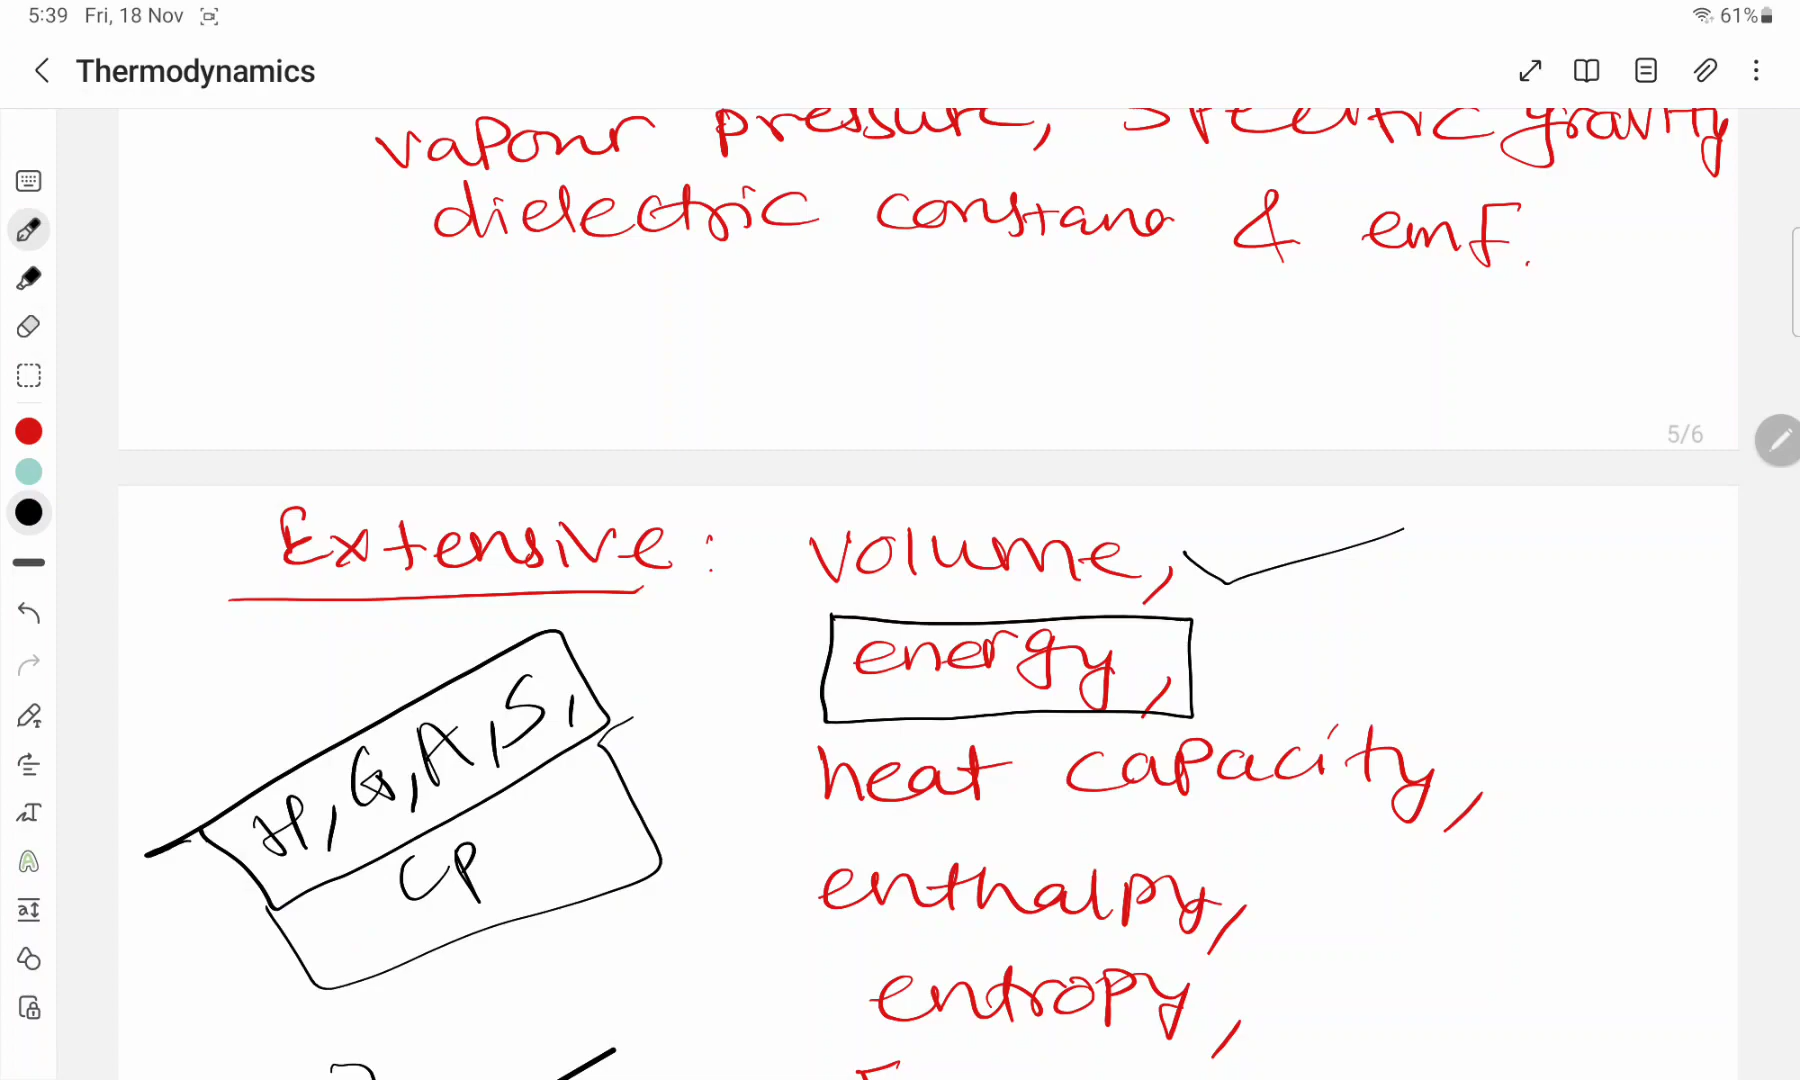 5:39 Fri, 18 Nov
61%
Thermodynamics
vapour pressure, specific gravity
dielectric constant & emf.
5/6
Extensive : volume,
energy,
H, G, A, S,
heat capacity,
CP
enthalpy,
entropy,